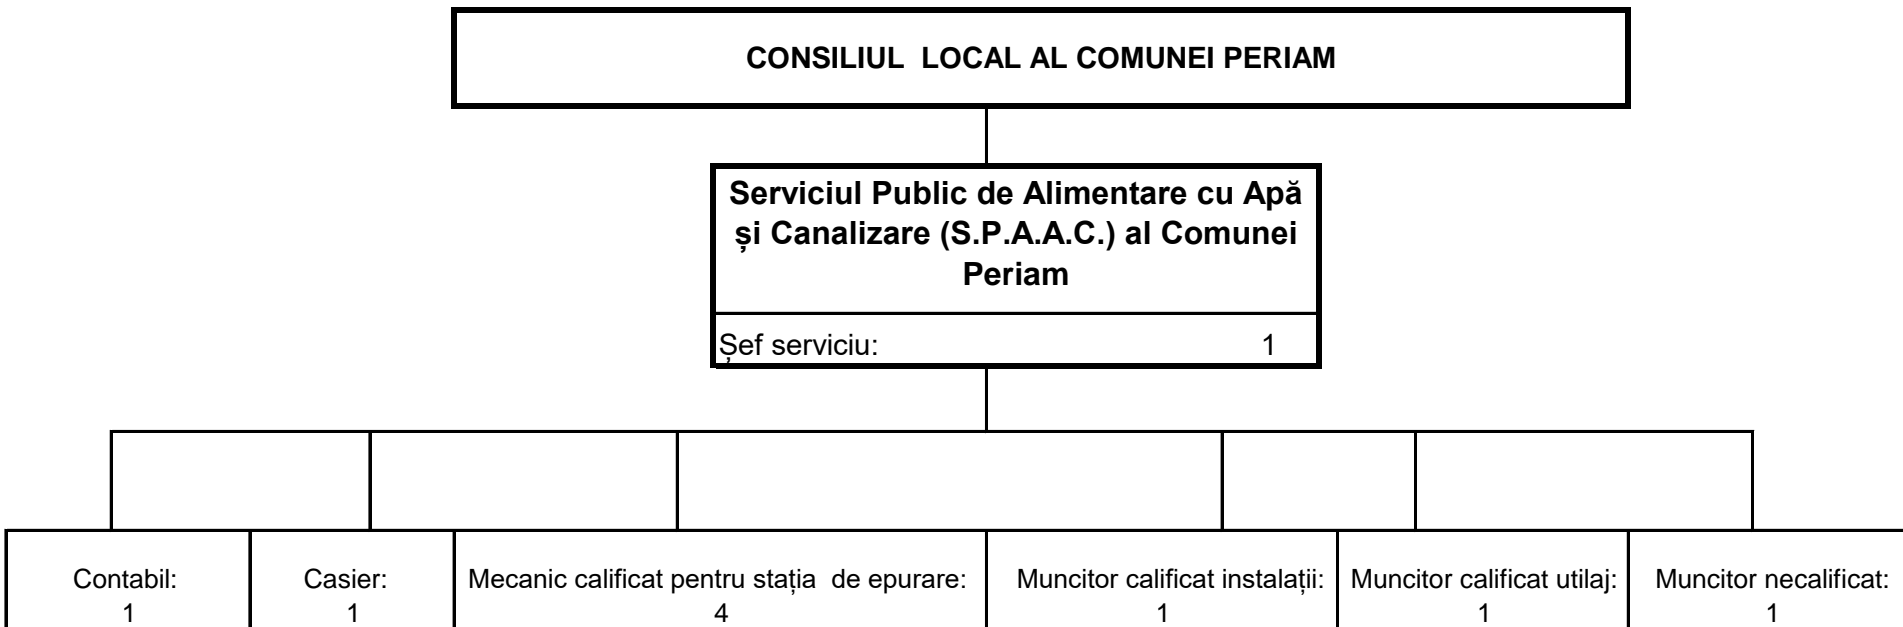 CONSILIUL LOCAL AL COMUNEI PERIAM
Serviciul Public de Alimentare cu Apă
și Canalizare (S.P.A.A.C.) al Comunei
Periam
Șef serviciu: 1
Contabil:
1
Casier:
1
Mecanic calificat pentru stația de epurare:
4
Muncitor calificat instalații:
1
Muncitor calificat utilaj:
1
Muncitor necalificat:
1